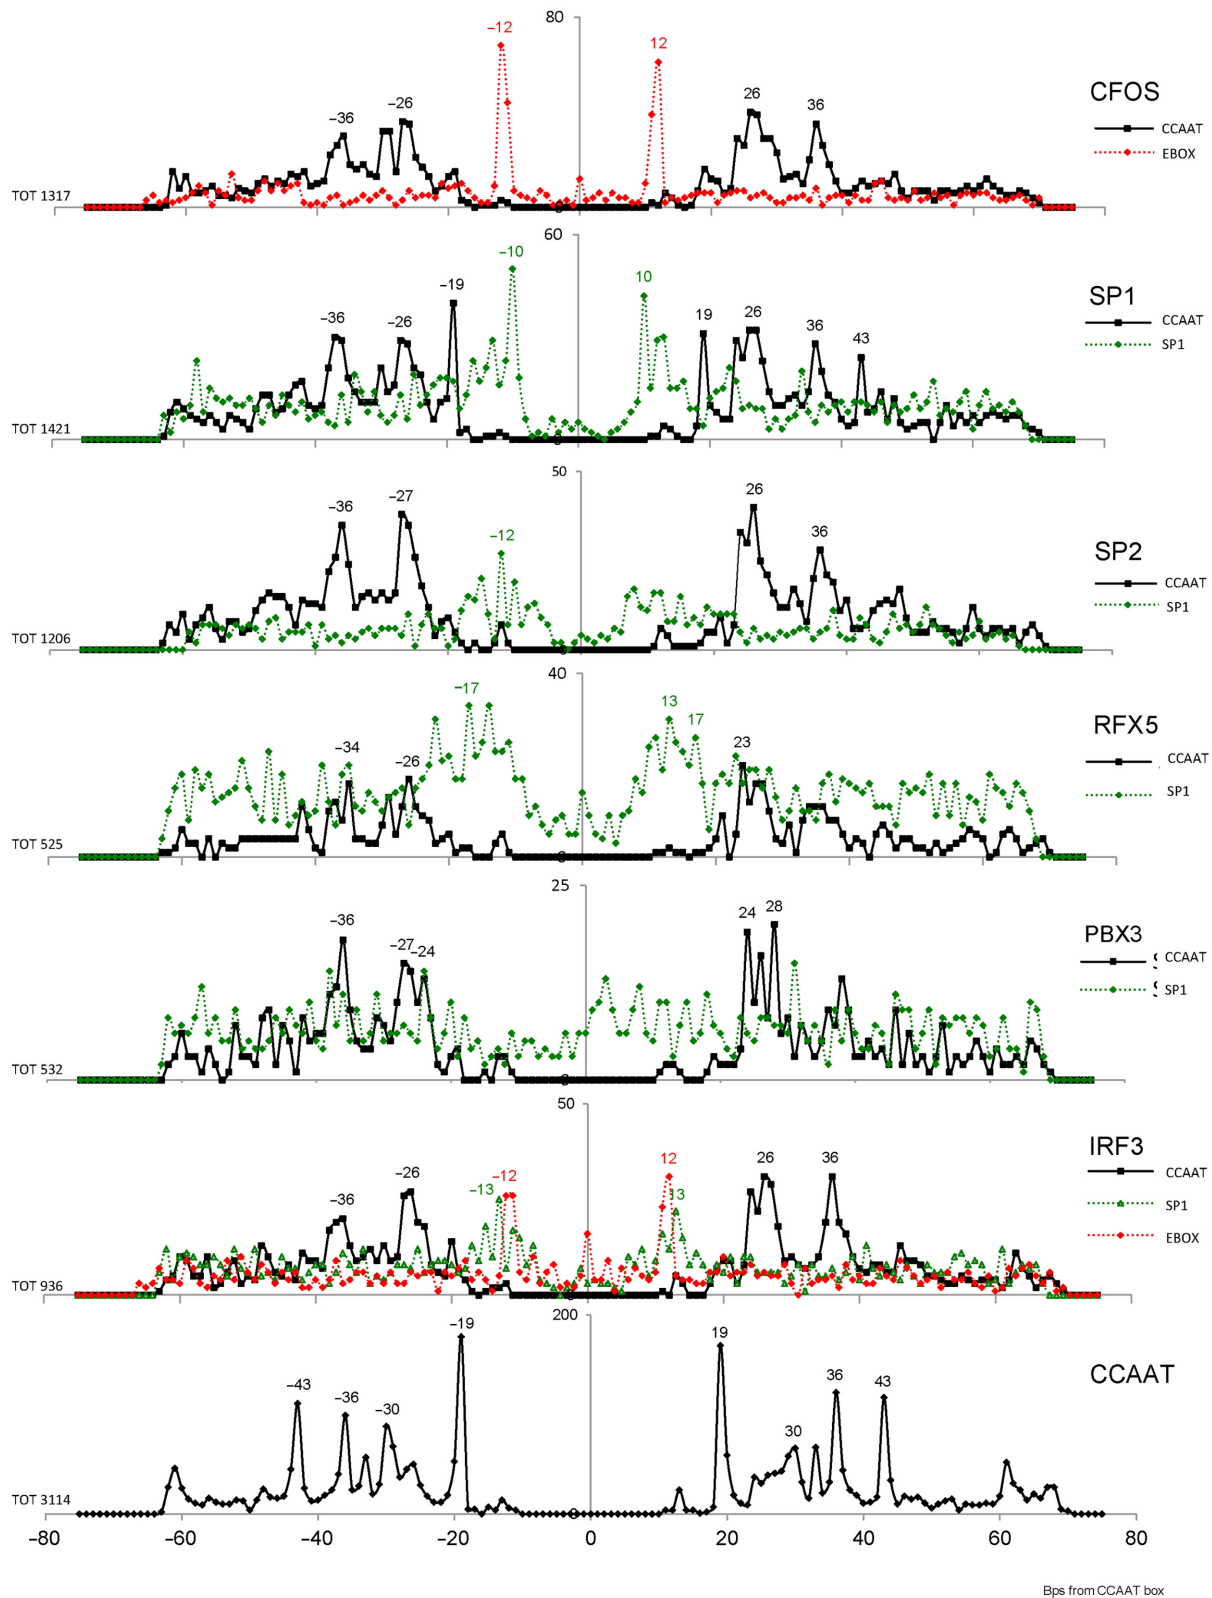 80
−12
12
CFOS
−36
−26
26
36
CCAAT
EBOX
TOT 1317
0
60
−10
10
SP1
−19
−36
−26
19
26
36
43
CCAAT
SP1
TOT 1421
0
50
−36
−27
−12
26
36
SP2
CCAAT
SP1
TOT 1206
0
40
−17
13
17
RFX5
−34
−26
23
CCAAT
SP1
TOT 525
0
25
−36
−27
−24
24
28
PBX3
CCAAT
SP1
TOT 532
0
50
IRF3
−36
−26
−13
−12
12
13
26
36
CCAAT
SP1
EBOX
TOT 936
0
200
−19
19
CCAAT
−43
−36
−30
30
36
43
TOT 3114
0
−80 −60 −40 −20 0 20 40 60 80
Bps from CCAAT box